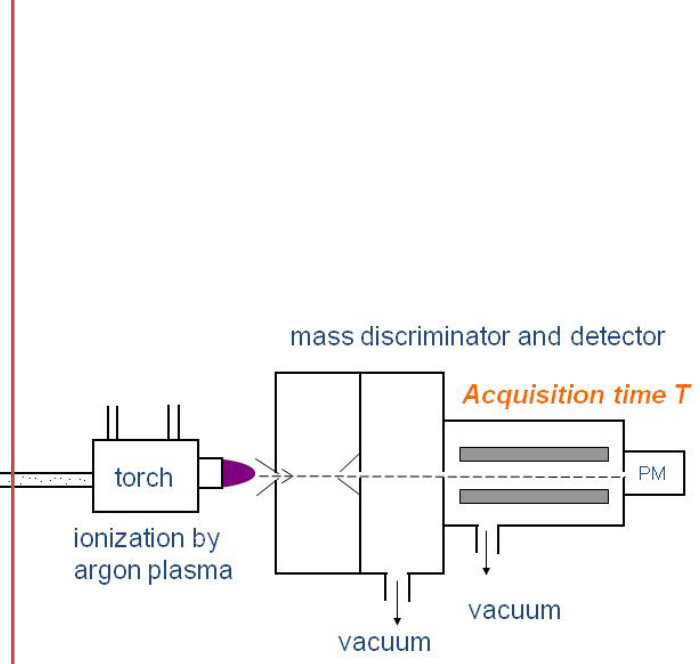 mass discriminator and detector
Acquisition time T
torch
PM
ionization by
argon plasma
vacuum
vacuum